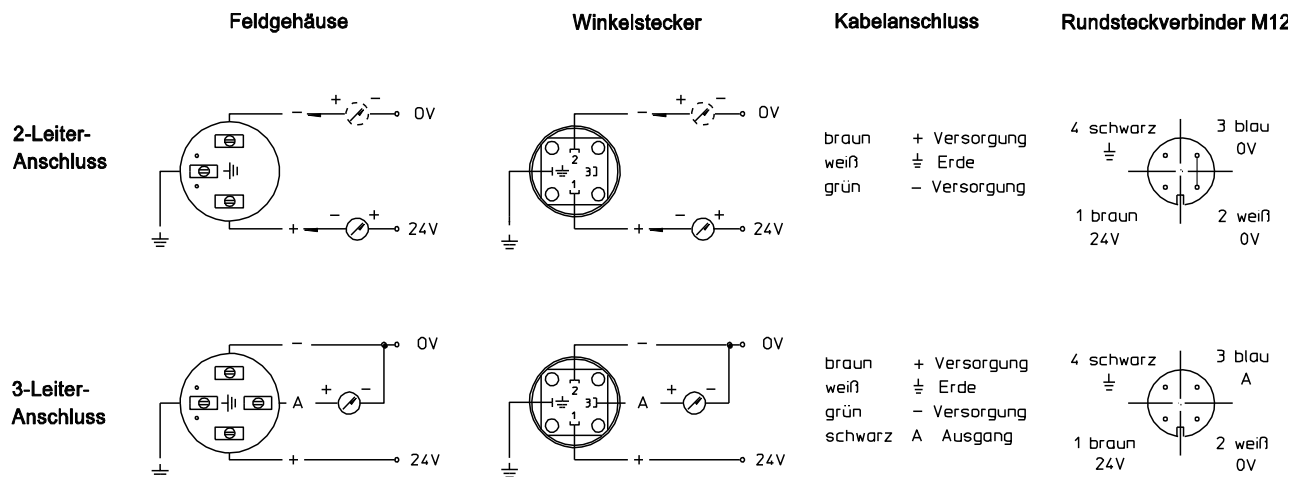 Feldgehäuse
Winkelstecker
Kabelanschluss
Rundsteckverbinder M12
2-Leiter-
Anschluss
− + − 0V
− + 24V
+
− + − 0V
2
3
1
+ − + 24V
braun + Versorgung
weiß Erde
grün − Versorgung
4 schwarz
3 blau
0V
1 braun
24V
2 weiß
0V
3-Leiter-
Anschluss
− 0V
A + −
+ 24V
− 0V
2
3
1
A + −
+ 24V
braun + Versorgung
weiß Erde
grün − Versorgung
schwarz A Ausgang
4 schwarz
3 blau
A
1 braun
24V
2 weiß
0V